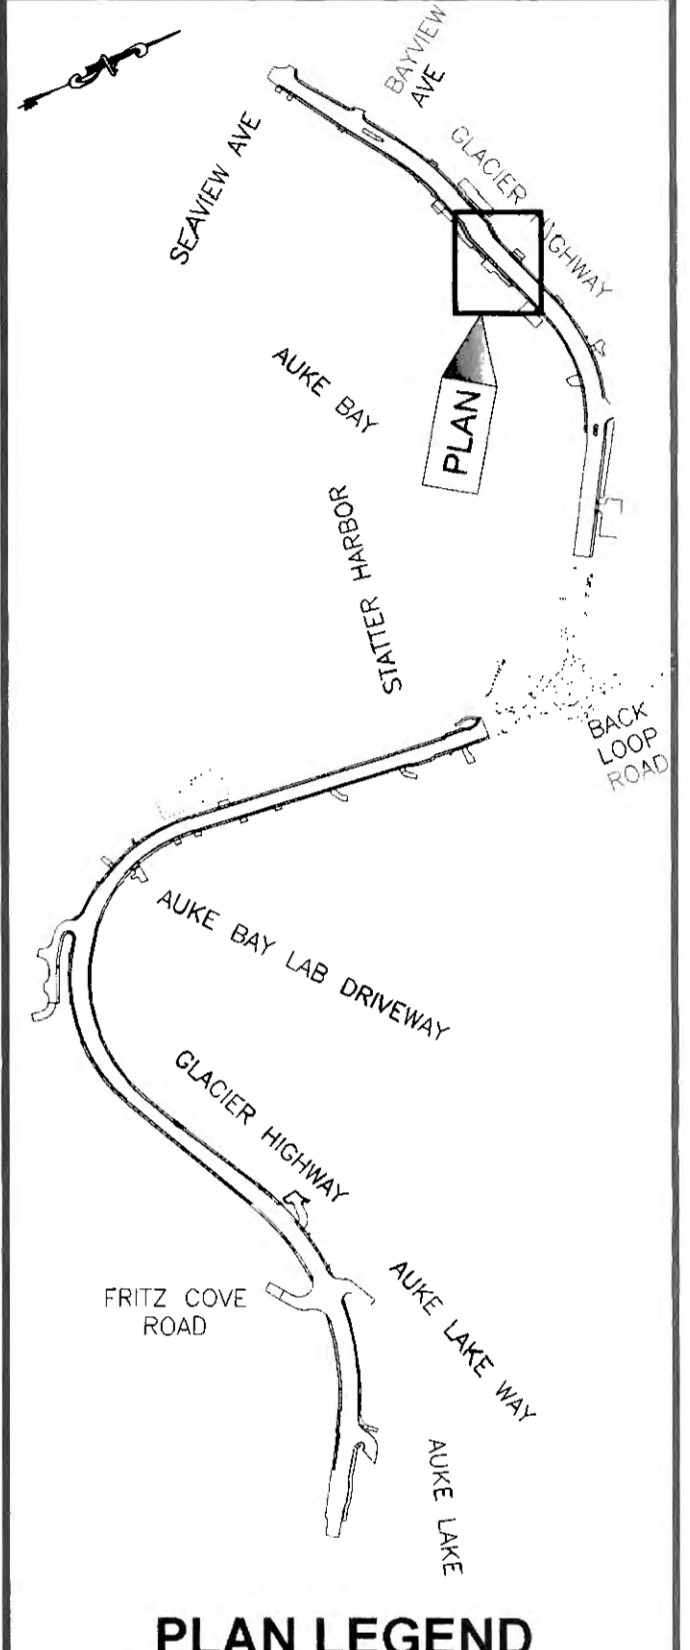 BAYVIEW
AVE
SEAVIEW AVE
GLACIER HIGHWAY
AUKE BAY
PLAN
STATTER HARBOR
BACK
LOOP
ROAD
AUKE BAY LAB DRIVEWAY
GLACIER HIGHWAY
FRITZ COVE
ROAD
AUKE LAKE WAY
AUKE LAKE
PLAN LEGEND